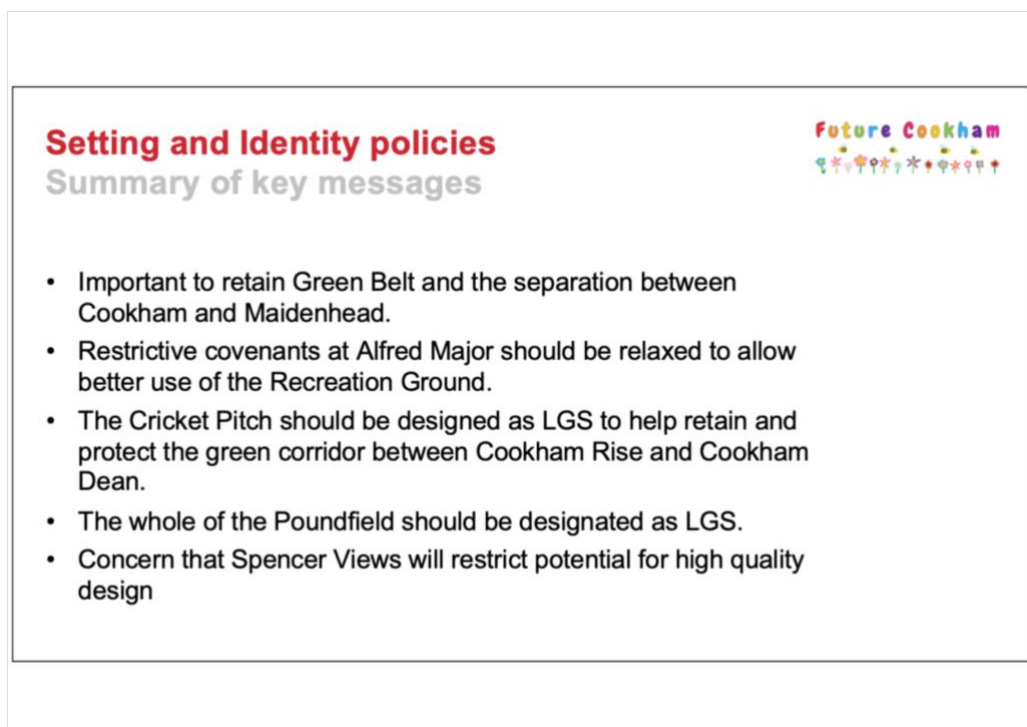 Setting and Identity policies
Summary of key messages
Future Cookham
• Important to retain Green Belt and the separation between
Cookham and Maidenhead.
• Restrictive covenants at Alfred Major should be relaxed to allow
better use of the Recreation Ground.
• The Cricket Pitch should be designed as LGS to help retain and
protect the green corridor between Cookham Rise and Cookham
Dean.
• The whole of the Poundfield should be designated as LGS.
• Concern that Spencer Views will restrict potential for high quality
design